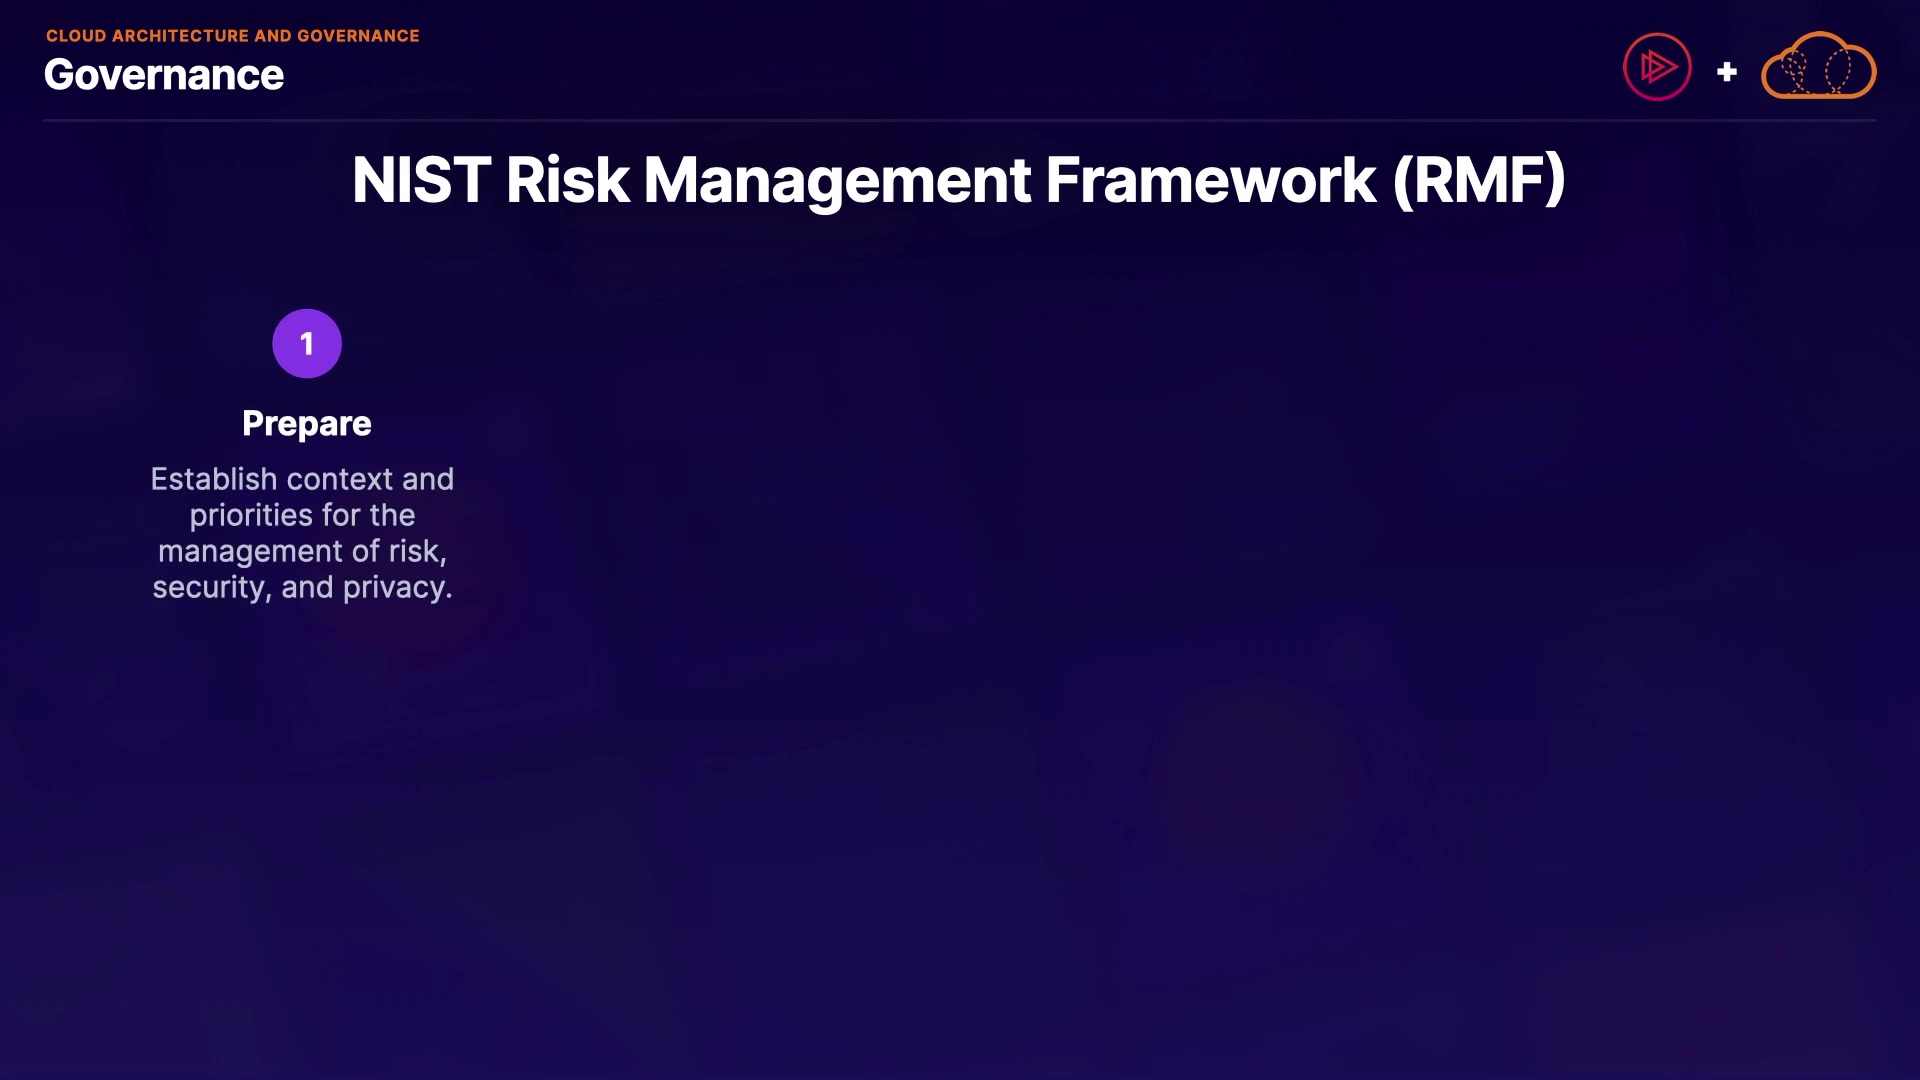 CLOUD ARCHITECTURE AND GOVERNANCE
Governance
+
NIST Risk Management Framework (RMF)
1
Prepare
Establish context and
priorities for the
management of risk,
security, and privacy.